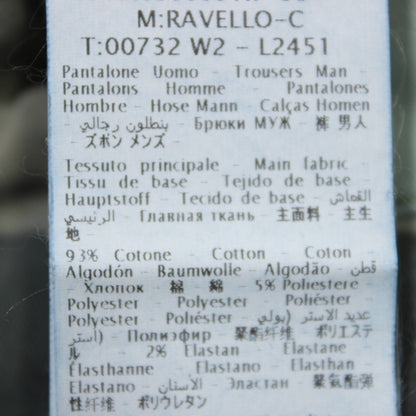 M:RAVELLO-C
T:00732 W2 - L2451
Pantalone Uomo - Trousers Man -
Pantalons Homme - Pantalones
Hombre - Hose Mann - Calças Homen
- بنطلون رجالي - Брюки МУЖ - 裤 男人
- ズボン メンズ -
Tessuto principale - Main fabric -
Tissu de base - Tejido de base -
Hauptstoff - Tecido de base - القماش
الرئيسي - Главная ткань - 主面料 - 主生
地
93% Cotone - Cotton - Coton
Algodón - Baumwolle - Algodão - قطن
- Хлопок - 棉 - 綿 - 5% Poliestere
Polyester - Polyester - Poliéster -
Polyester - Poliéster - عديد الاستر (بولي
استر) - Полиэфир - 聚酯纤维 - ポリエステ
ル 2% Elastan - Elastane -
Élasthanne - Elastano - Elasthan -
Elastano - الأستان - Эластан - 聚氨酯弹
性纤维 - ポリウレタン